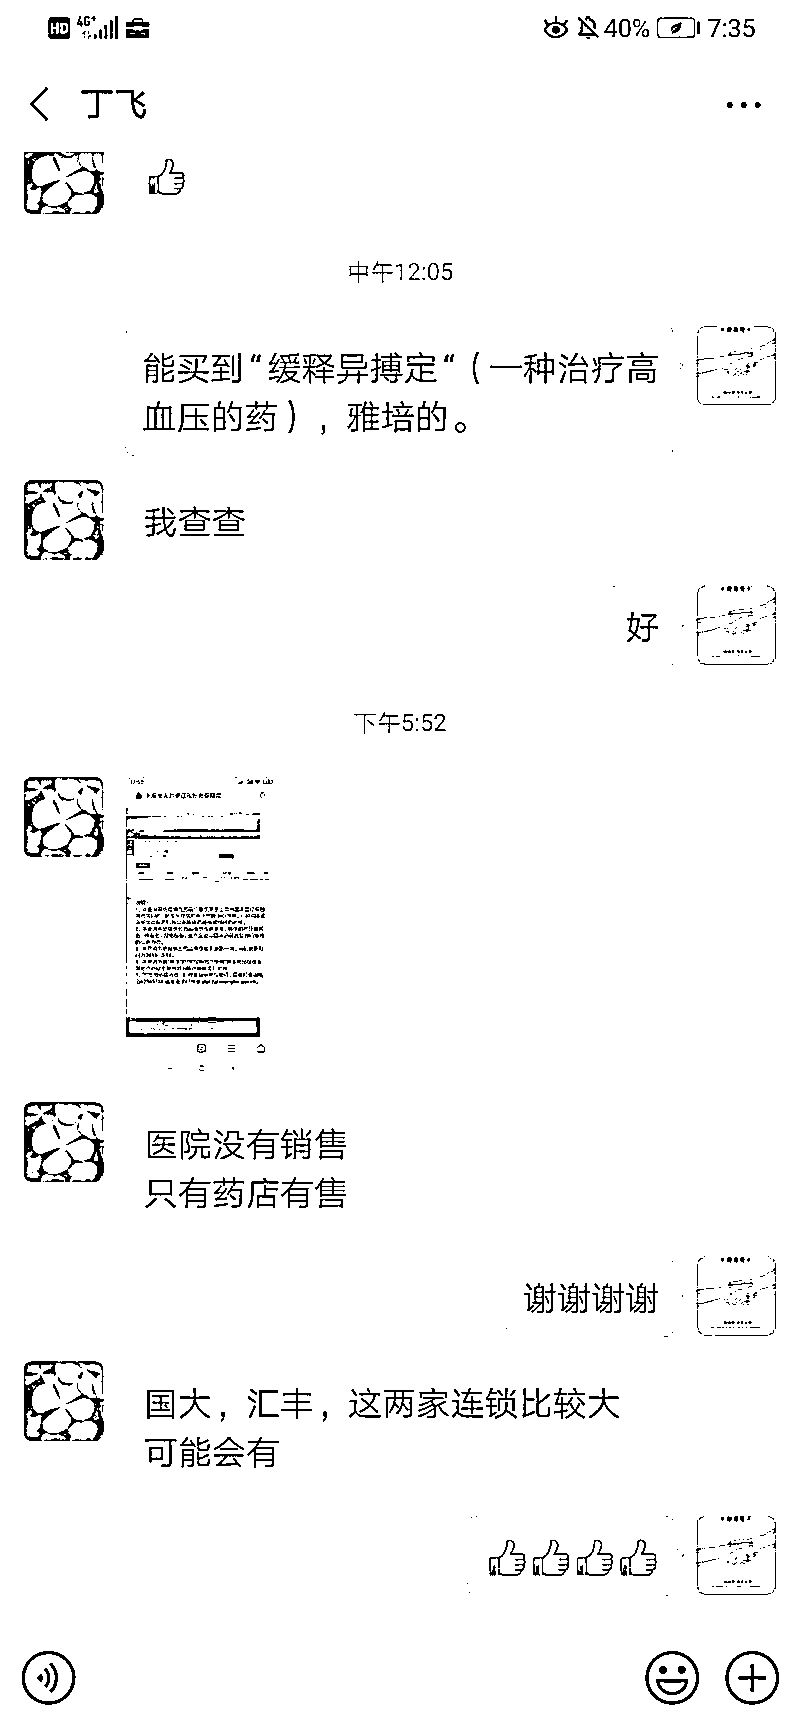 HD 4G+ 40% 7:35
丁飞
中午12:05
能买到“缓释异搏定“（一种治疗高
血压的药），雅培的。
我查查
好
下午5:52
医院没有销售
只有药店有售
谢谢谢谢
国大，汇丰，这两家连锁比较大
可能会有